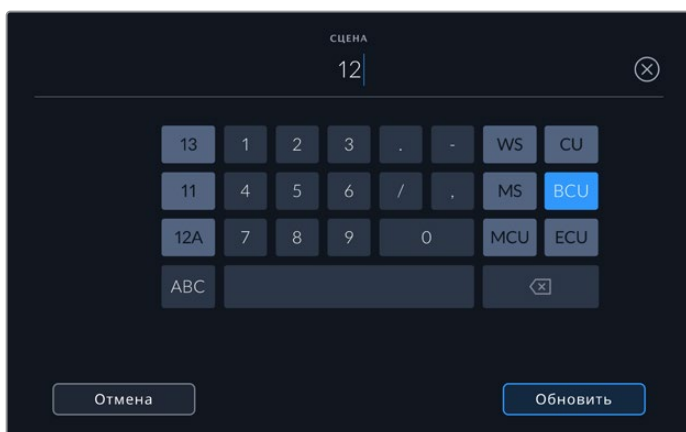 СЦЕНА
12
13 1 2 3 . - WS CU
11 4 5 6 / , MS BCU
12A 7 8 9 0 MCU ECU
ABC
Отмена Обновить